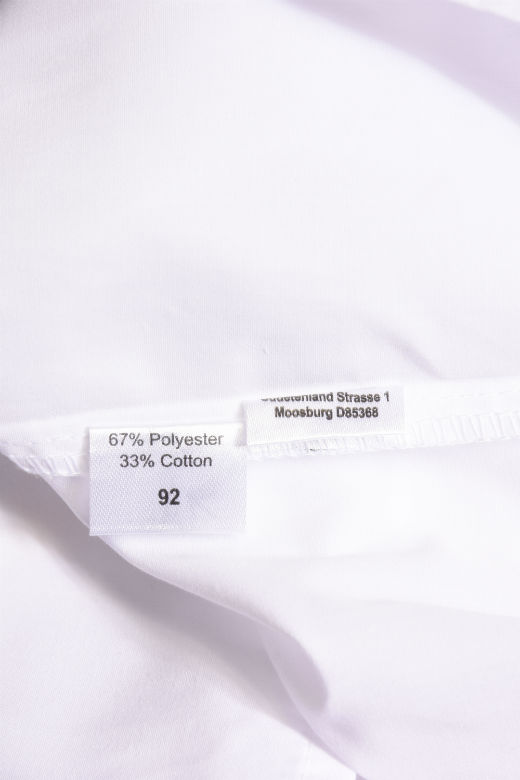 Strasse 1
Moosburg D85368
67% Polyester
33% Cotton
92